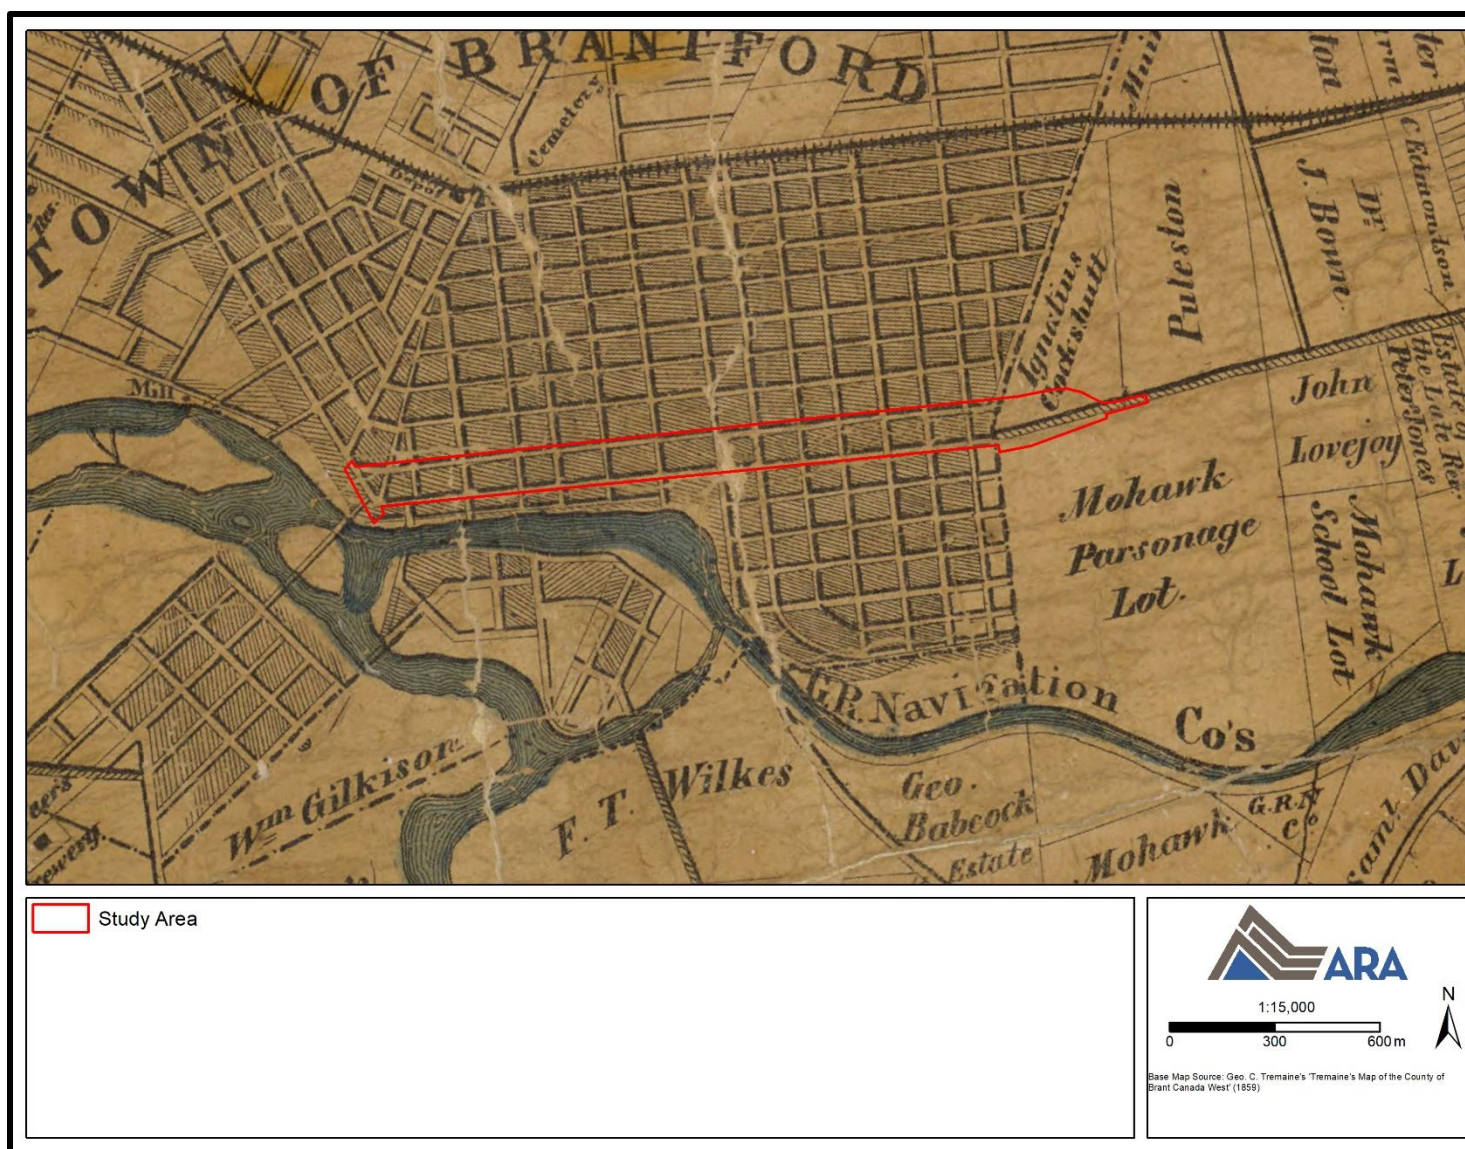 TOWN OF BRANTFORD
Cemetery
Depot
Mill
Ignatius
Cockshutt
Puleston
Dr
J. Bown
C. Edmondson
Estate of
the Late Rev.
Peter Jones
John
Lovejoy
Mohawk
Parsonage
Lot.
Mohawk
School Lot
G.R. Navigation Co's
Wm Gilkison
F. T. Wilkes
Geo.
Babcock
Estate
Mohawk
G.R.N
Co
Saml. Dav
Study Area
ARA
1:15,000
N
0 300 600 m
Base Map Source: Geo. C. Tremaine's 'Tremaine's Map of the County of
Brant Canada West' (1859)